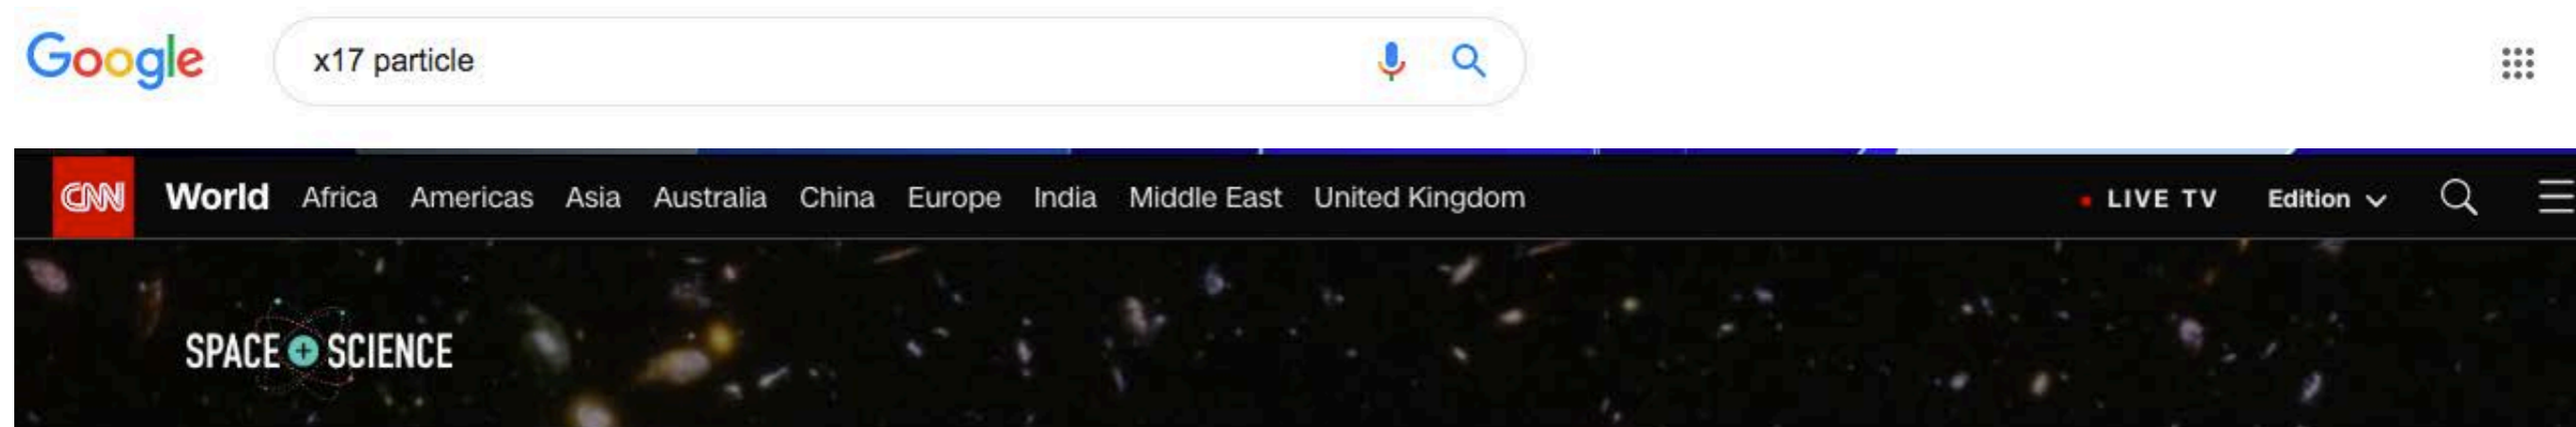 Google x17 particle
CNN World Africa Americas Asia Australia China Europe India Middle East United Kingdom LIVE TV Edition
SPACE + SCIENCE